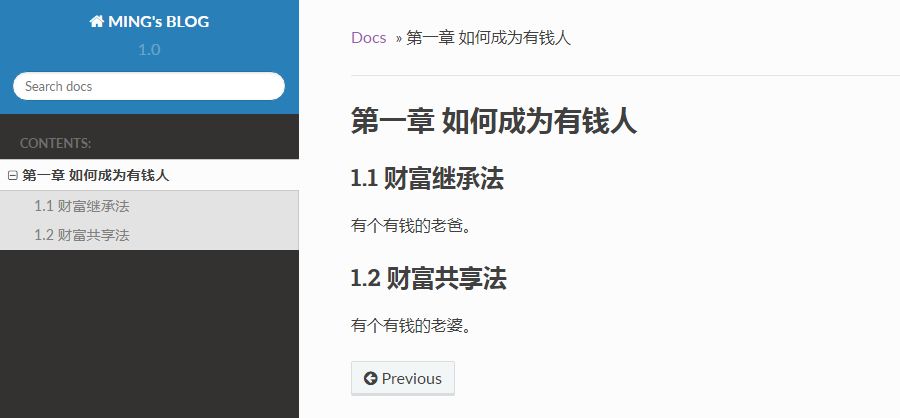 MING's BLOG
1.0
Search docs
CONTENTS:
第一章 如何成为有钱人
1.1 财富继承法
1.2 财富共享法
Docs » 第一章 如何成为有钱人
第一章 如何成为有钱人
1.1 财富继承法
有个有钱的老爸。
1.2 财富共享法
有个有钱的老婆。
Previous